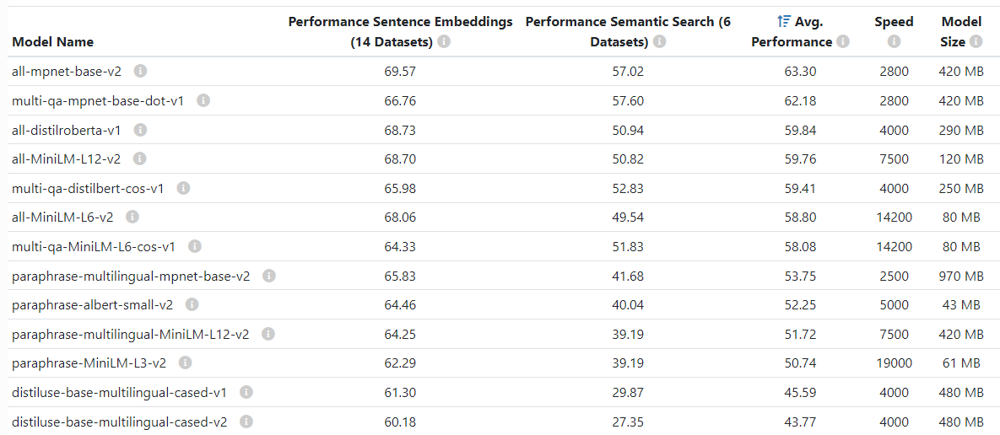 Model Name Performance Sentence Embeddings (14 Datasets) Performance Semantic Search (6 Datasets) Avg. Performance Speed Model Size
all-mpnet-base-v2 69.57 57.02 63.30 2800 420 MB
multi-qa-mpnet-base-dot-v1 66.76 57.60 62.18 2800 420 MB
all-distilroberta-v1 68.73 50.94 59.84 4000 290 MB
all-MiniLM-L12-v2 68.70 50.82 59.76 7500 120 MB
multi-qa-distilbert-cos-v1 65.98 52.83 59.41 4000 250 MB
all-MiniLM-L6-v2 68.06 49.54 58.80 14200 80 MB
multi-qa-MiniLM-L6-cos-v1 64.33 51.83 58.08 14200 80 MB
paraphrase-multilingual-mpnet-base-v2 65.83 41.68 53.75 2500 970 MB
paraphrase-albert-small-v2 64.46 40.04 52.25 5000 43 MB
paraphrase-multilingual-MiniLM-L12-v2 64.25 39.19 51.72 7500 420 MB
paraphrase-MiniLM-L3-v2 62.29 39.19 50.74 19000 61 MB
distiluse-base-multilingual-cased-v1 61.30 29.87 45.59 4000 480 MB
distiluse-base-multilingual-cased-v2 60.18 27.35 43.77 4000 480 MB